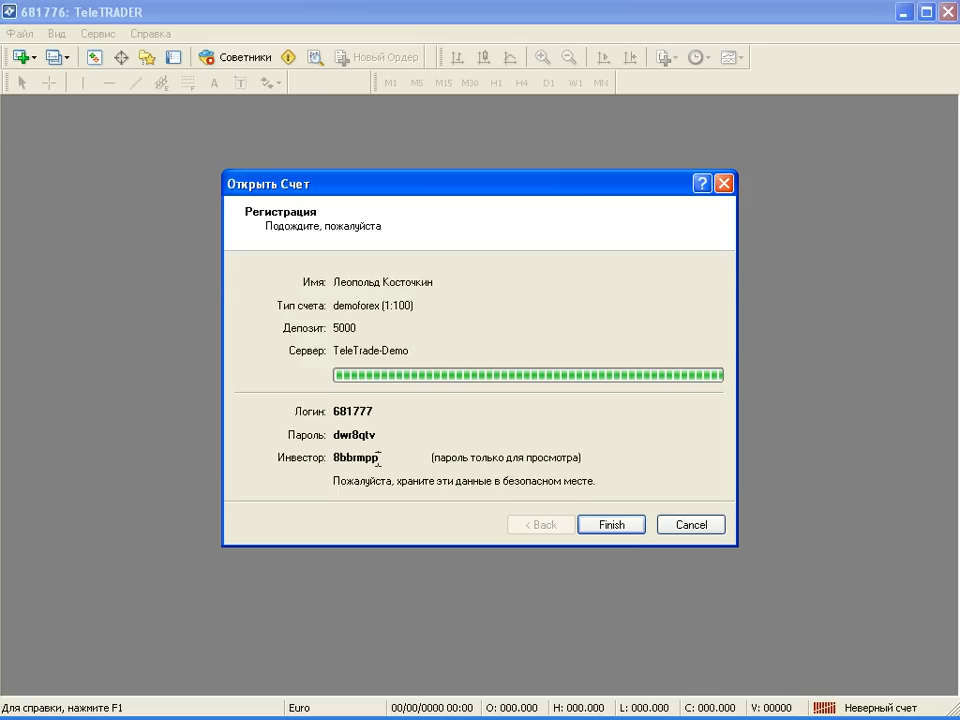 681776: TeleTRADER
Файл Вид Сервис Справка
Советники Новый Ордер
A T M1 M5 M15 M30 H1 H4 D1 W1 MN
Открыть Счет
Регистрация
Подождите, пожалуйста
Имя: Леопольд Косточкин
Тип счета: demoforex (1:100)
Депозит: 5000
Сервер: TeleTrade-Demo
Логин: 681777
Пароль: dwr8qtv
Инвестор: 8bbrmpp (пароль только для просмотра)
Пожалуйста, храните эти данные в безопасном месте.
< Back Finish Cancel
Для справки, нажмите F1 Euro 00/00/0000 00:00 O: 000.000 H: 000.000 L: 000.000 C: 000.000 V: 00000 Неверный счет